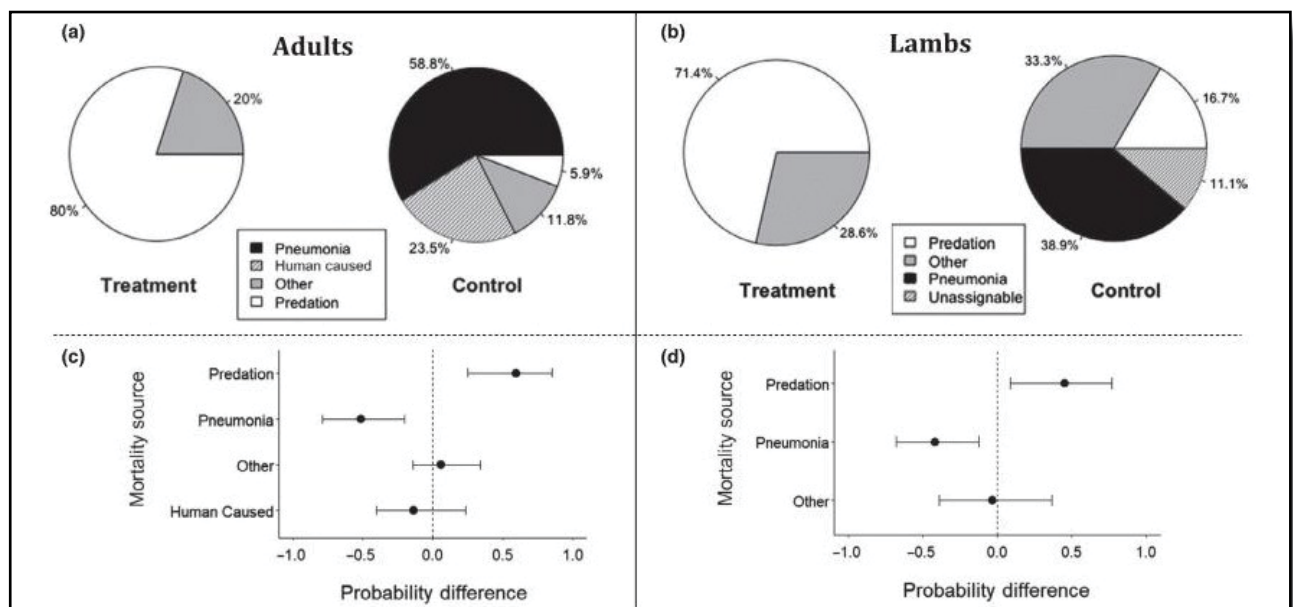 (a)
Adults
58.8%
20%
80%
5.9%
11.8%
23.5%
Pneumonia
Human caused
Other
Predation
Treatment
Control
(b)
Lambs
71.4%
33.3%
16.7%
11.1%
28.6%
38.9%
Predation
Other
Pneumonia
Unassignable
Treatment
Control
(c)
Mortality source
Predation
Pneumonia
Other
Human Caused
−1.0
−0.5
0.0
0.5
1.0
Probability difference
(d)
Mortality source
Predation
Pneumonia
Other
−1.0
−0.5
0.0
0.5
1.0
Probability difference